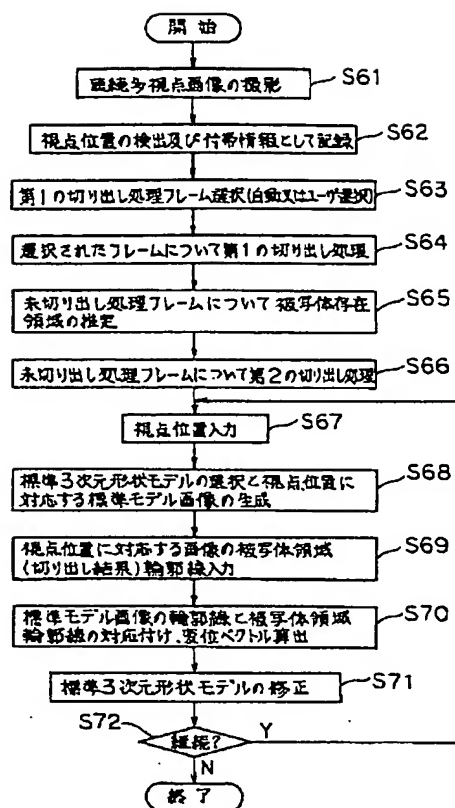 開始
連続多視点画像の撮影
S61
視点位置の検出及び付帯情報として記録
S62
第1の切り出し処理フレーム選択(自動又はユーザ選択)
S63
選択されたフレームについて第1の切り出し処理
S64
未切り出し処理フレームについて被写体存在
領域の推定
S65
未切り出し処理フレームについて第2の切り出し処理
S66
視点位置入力
S67
標準3次元形状モデルの選択と視点位置に
対応する標準モデル画像の生成
S68
視点位置に対応する画像の被写体領域
(切り出し結果)輪郭線入力
S69
標準モデル画像の輪郭線と被写体領域
輪郭線の対応付け、変位ベクトル算出
S70
標準3次元形状モデルの修正
S71
S72
継続?
Y
N
終了